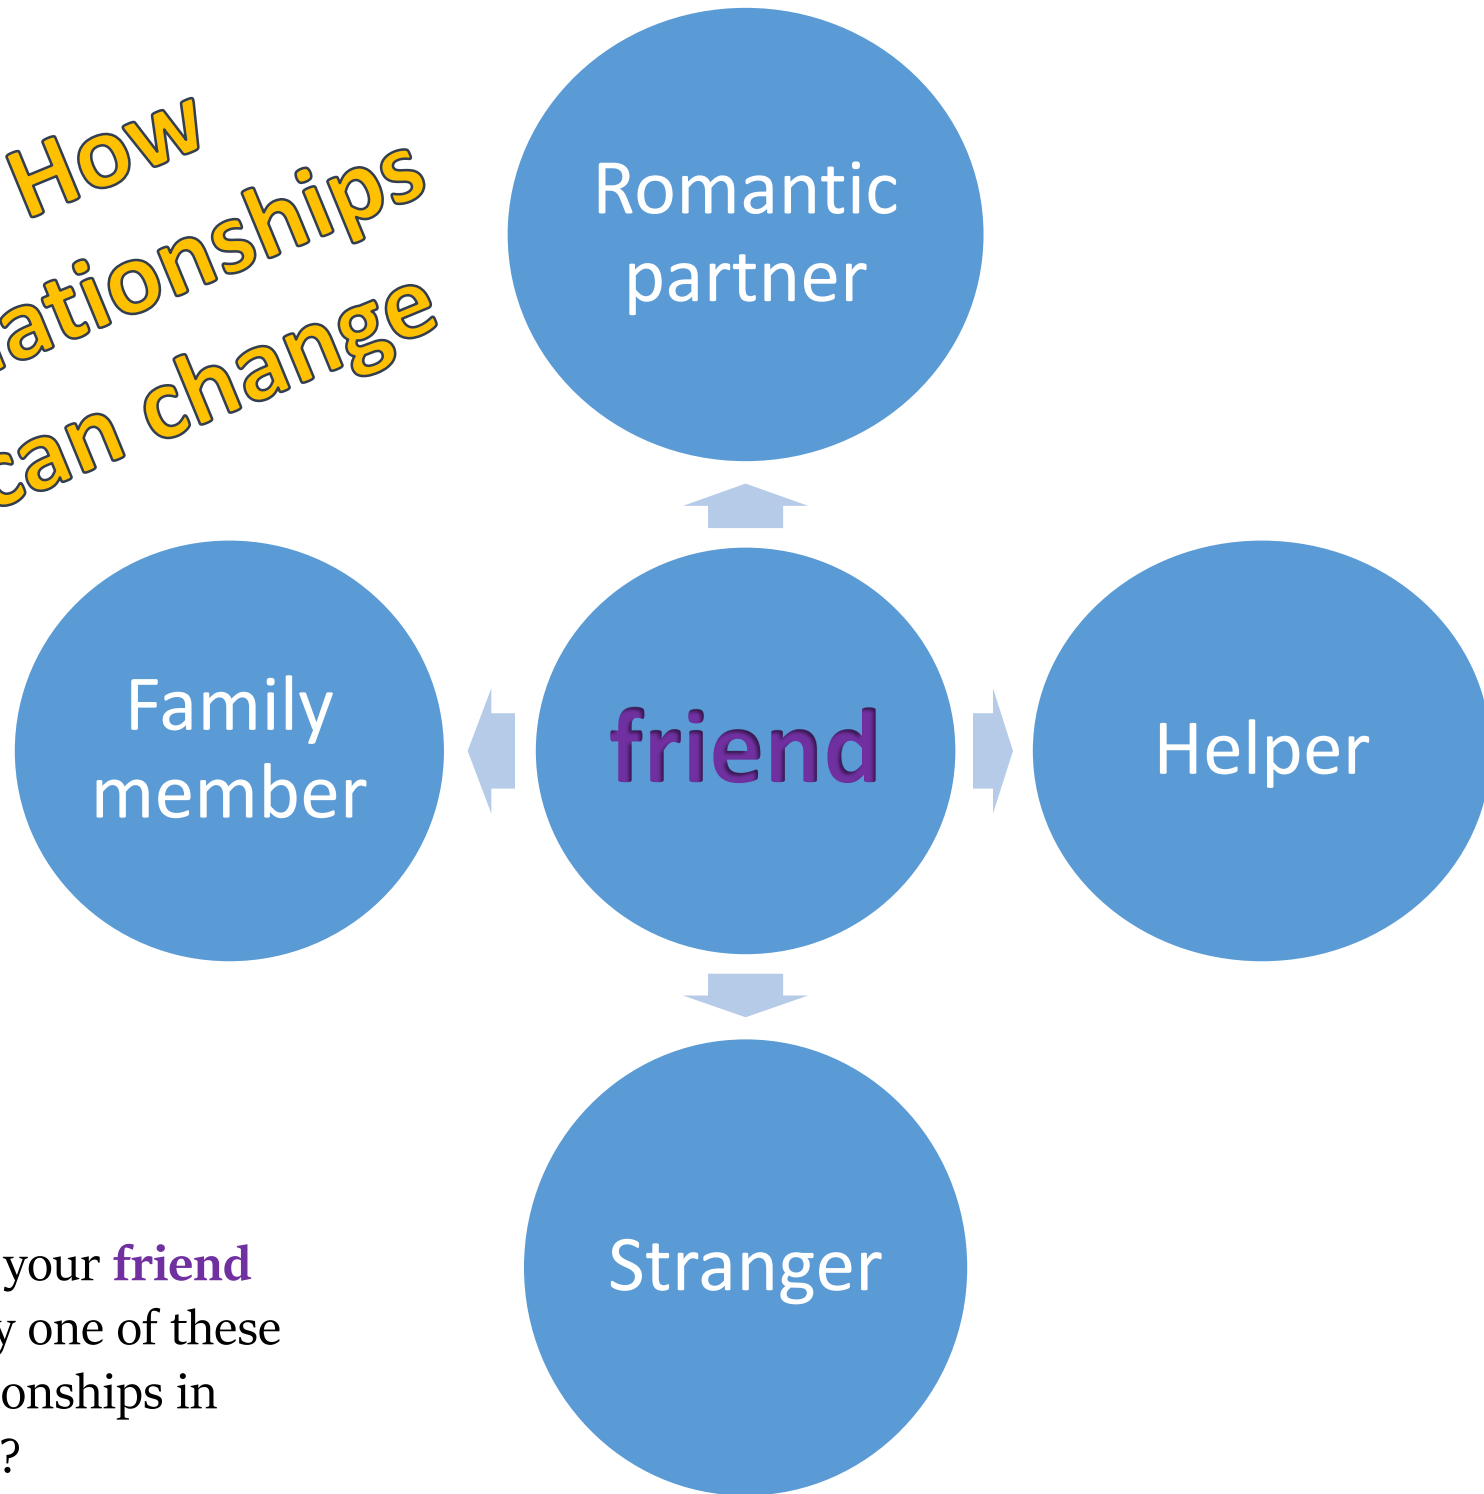 How
ationships
can change
Romantic
partner
Family
member
friend
Helper
Stranger
your friend
y one of these
onships in
?